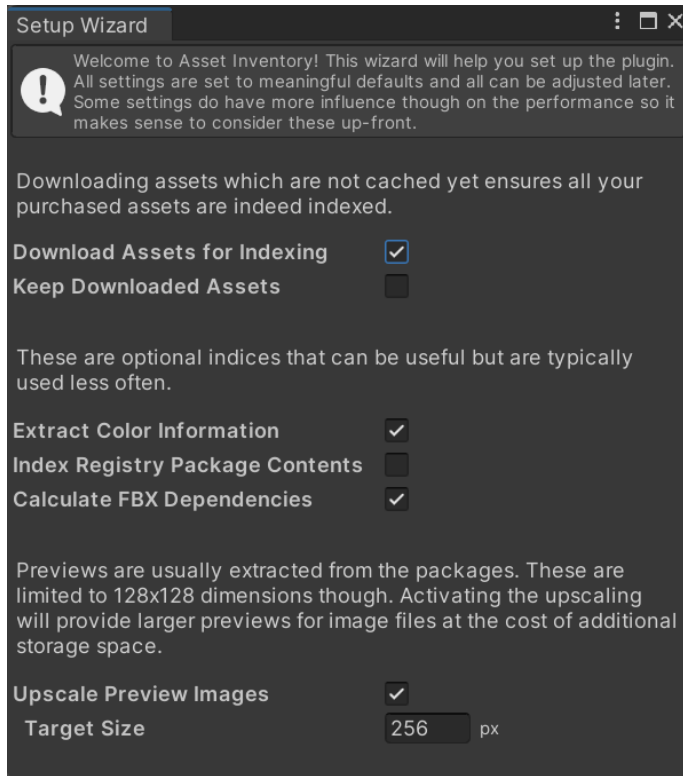 Setup Wizard
Welcome to Asset Inventory! This wizard will help you set up the plugin.
All settings are set to meaningful defaults and all can be adjusted later.
Some settings do have more influence though on the performance so it
makes sense to consider these up-front.
Downloading assets which are not cached yet ensures all your
purchased assets are indeed indexed.
Download Assets for Indexing
Keep Downloaded Assets
These are optional indices that can be useful but are typically
used less often.
Extract Color Information
Index Registry Package Contents
Calculate FBX Dependencies
Previews are usually extracted from the packages. These are
limited to 128x128 dimensions though. Activating the upscaling
will provide larger previews for image files at the cost of additional
storage space.
Upscale Preview Images
Target Size 256 px